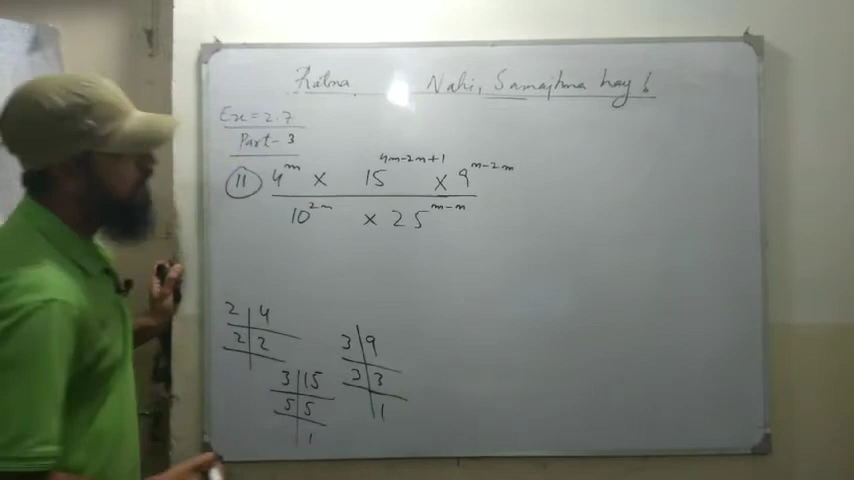 Ratna Nahi, Samajhna hay !
Ex = 2.7
Part-3
11 4^m × 15^4m-2n+1 × 9^n-2m
10^2m × 25^m-n
2 | 4
2 | 2
3 | 15
5 | 5
1
3 | 9
3 | 3
1